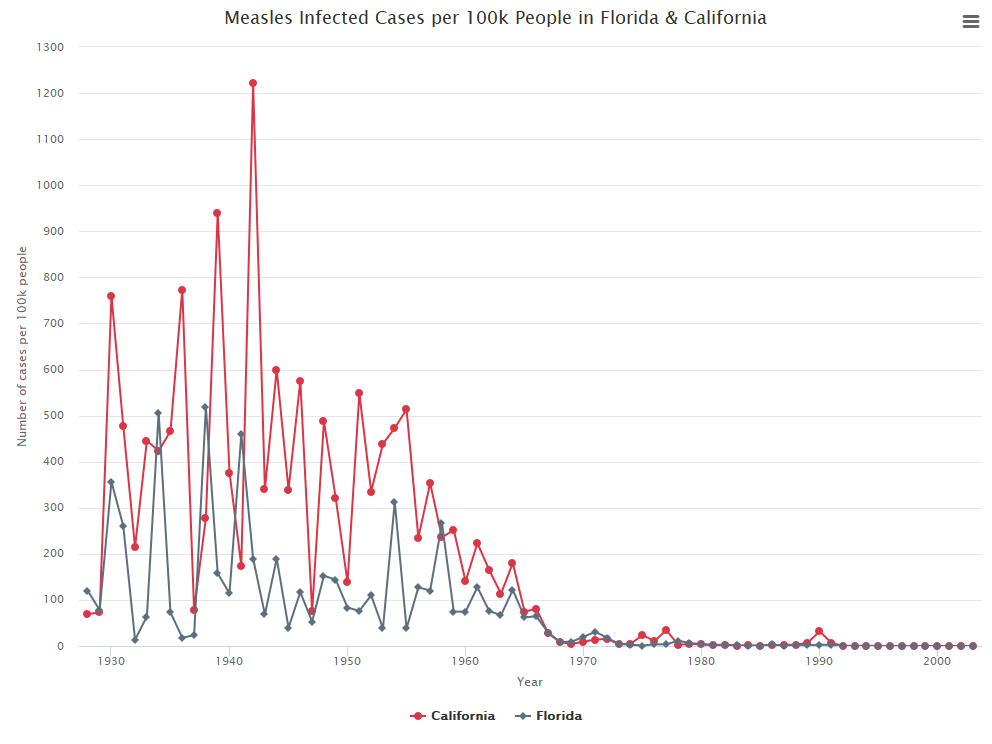 Measles Infected Cases per 100k People in Florida & California
Number of cases per 100k people
1300
1200
1100
1000
900
800
700
600
500
400
300
200
100
0
1930 1940 1950 1960 1970 1980 1990 2000
Year
California Florida